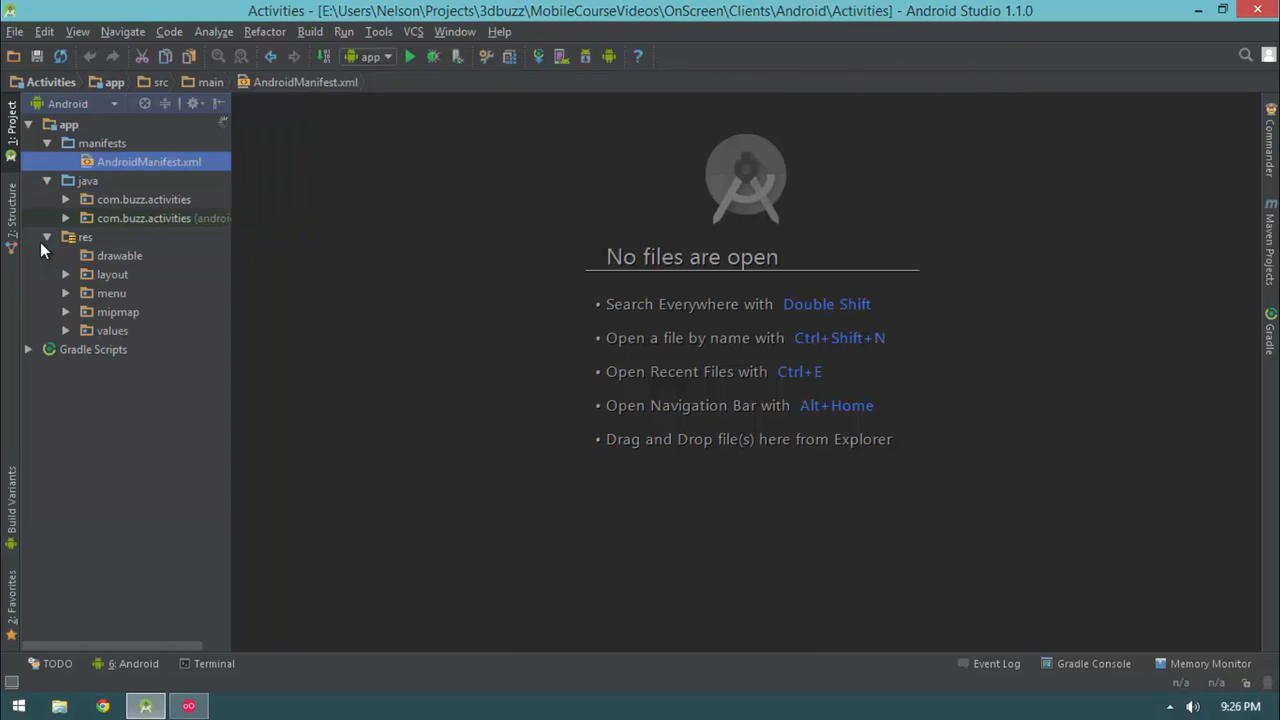 Activities - [E:\Users\Nelson\Projects\3dbuzz\MobileCourseVideos\OnScreen\Clients\Android\Activities] - Android Studio 1.1.0
File Edit View Navigate Code Analyze Refactor Build Run Tools VCS Window Help
app
Activities app src main AndroidManifest.xml
Android
1: Project
7: Structure
Build Variants
2: Favorites
app
manifests
AndroidManifest.xml
java
com.buzz.activities
com.buzz.activities (androi
res
drawable
layout
menu
mipmap
values
Gradle Scripts
No files are open
• Search Everywhere with Double Shift
• Open a file by name with Ctrl+Shift+N
• Open Recent Files with Ctrl+E
• Open Navigation Bar with Alt+Home
• Drag and Drop file(s) here from Explorer
Commander
m
Maven Projects
Gradle
TODO 6: Android Terminal Event Log Gradle Console Memory Monitor
n/a n/a
9:26 PM